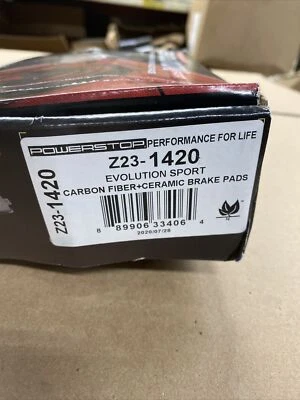 POWERSTOP PERFORMANCE FOR LIFE
Z23-1420
EVOLUTION SPORT
CARBON FIBER+CERAMIC BRAKE PADS
8 89906 33406 4
2020/07/28
Z23-1420